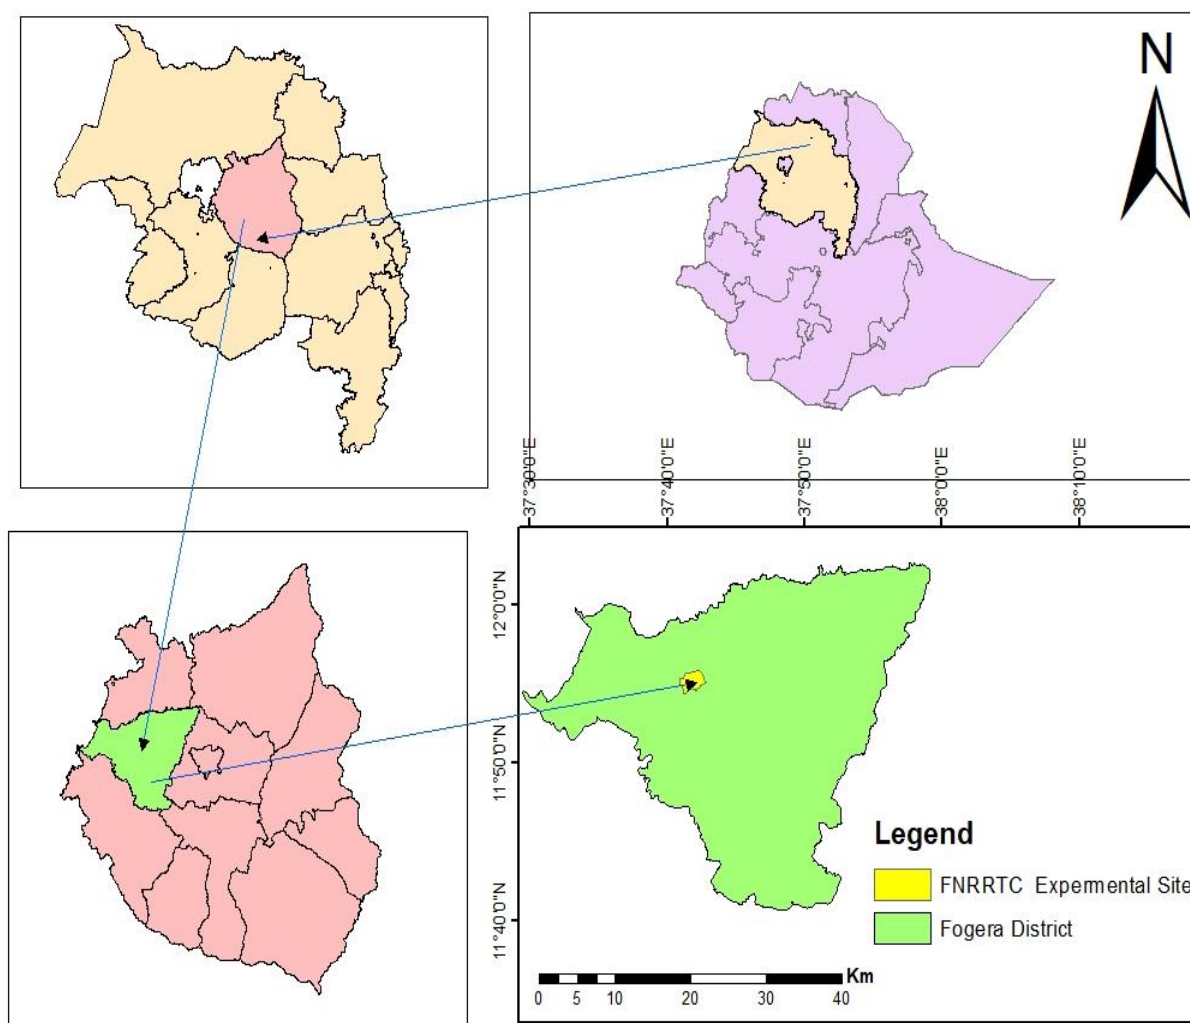 N
37°30'0"E
37°40'0"E
37°50'0"E
38°0'0"E
38°10'0"E
12°0'0"N
11°50'0"N
11°40'0"N
Legend
FNRRTC Expermental Site
Fogera District
Km
0 5 10 20 30 40